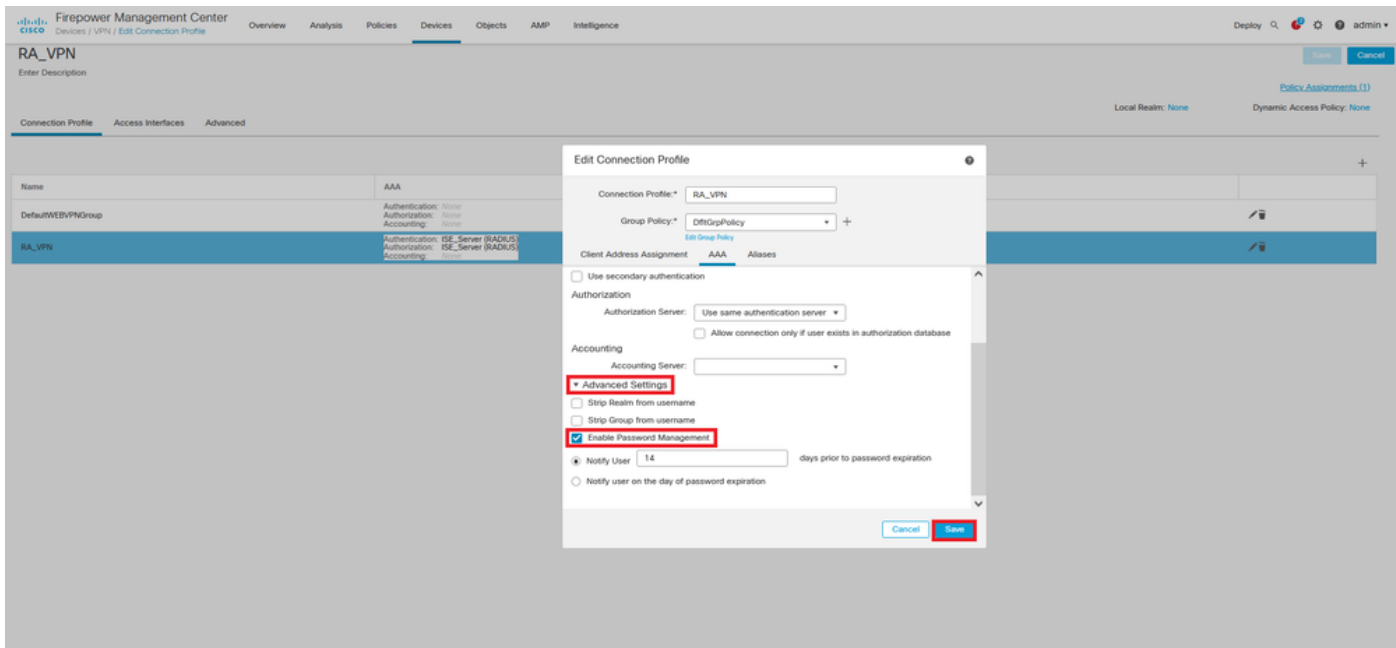 CISCO
Firepower Management Center
Devices / VPN / Edit Connection Profile
Overview Analysis Policies Devices Objects AMP Intelligence
Deploy admin
RA_VPN
Save Cancel
Enter Description
Policy Assignments (1)
Local Realm: None Dynamic Access Policy: None
Connection Profile Access Interfaces Advanced
Name AAA
DefaultWEBVPNGroup
Authentication: None
Authorization: None
Accounting: None
RA_VPN
Authentication: ISE_Server (RADIUS)
Authorization: ISE_Server (RADIUS)
Accounting: None
Edit Connection Profile
Connection Profile:* RA_VPN
Group Policy:* DfltGrpPolicy
Edit Group Policy
Client Address Assignment AAA Aliases
Use secondary authentication
Authorization
Authorization Server: Use same authentication server
Allow connection only if user exists in authorization database
Accounting
Accounting Server:
Advanced Settings
Strip Realm from username
Strip Group from username
Enable Password Management
Notify User 14 days prior to password expiration
Notify user on the day of password expiration
Cancel Save